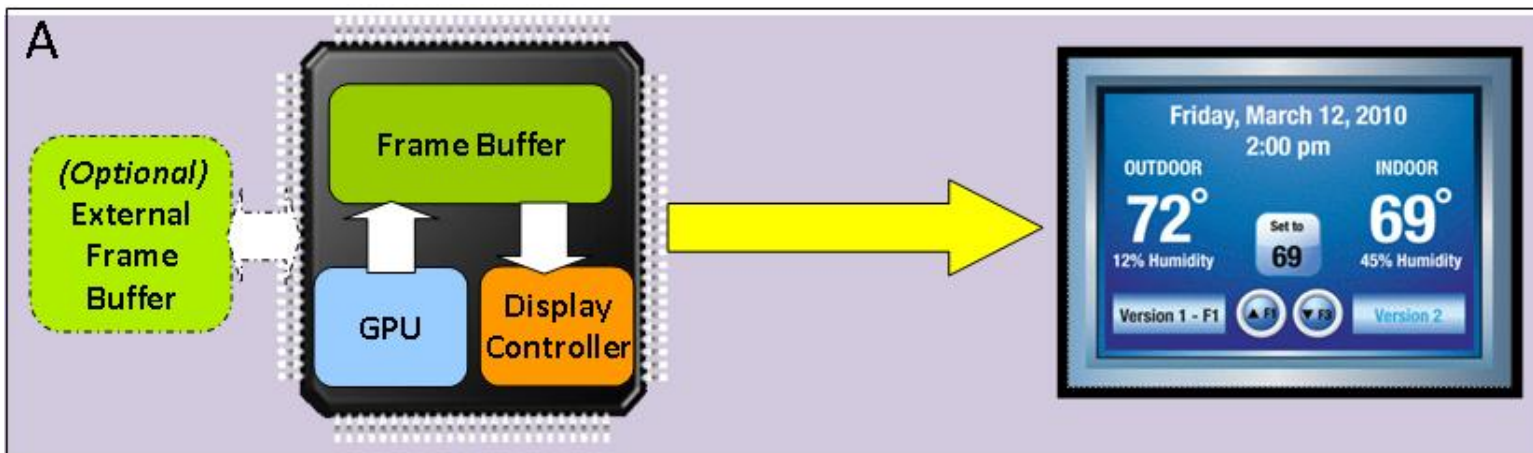 A
(Optional)
External
Frame
Buffer
Frame Buffer
GPU
Display
Controller
Friday, March 12, 2010
2:00 pm
OUTDOOR
72°
12% Humidity
Set to
69
INDOOR
69°
45% Humidity
Version 1 - F1
▲ F1
▼ F3
Version 2